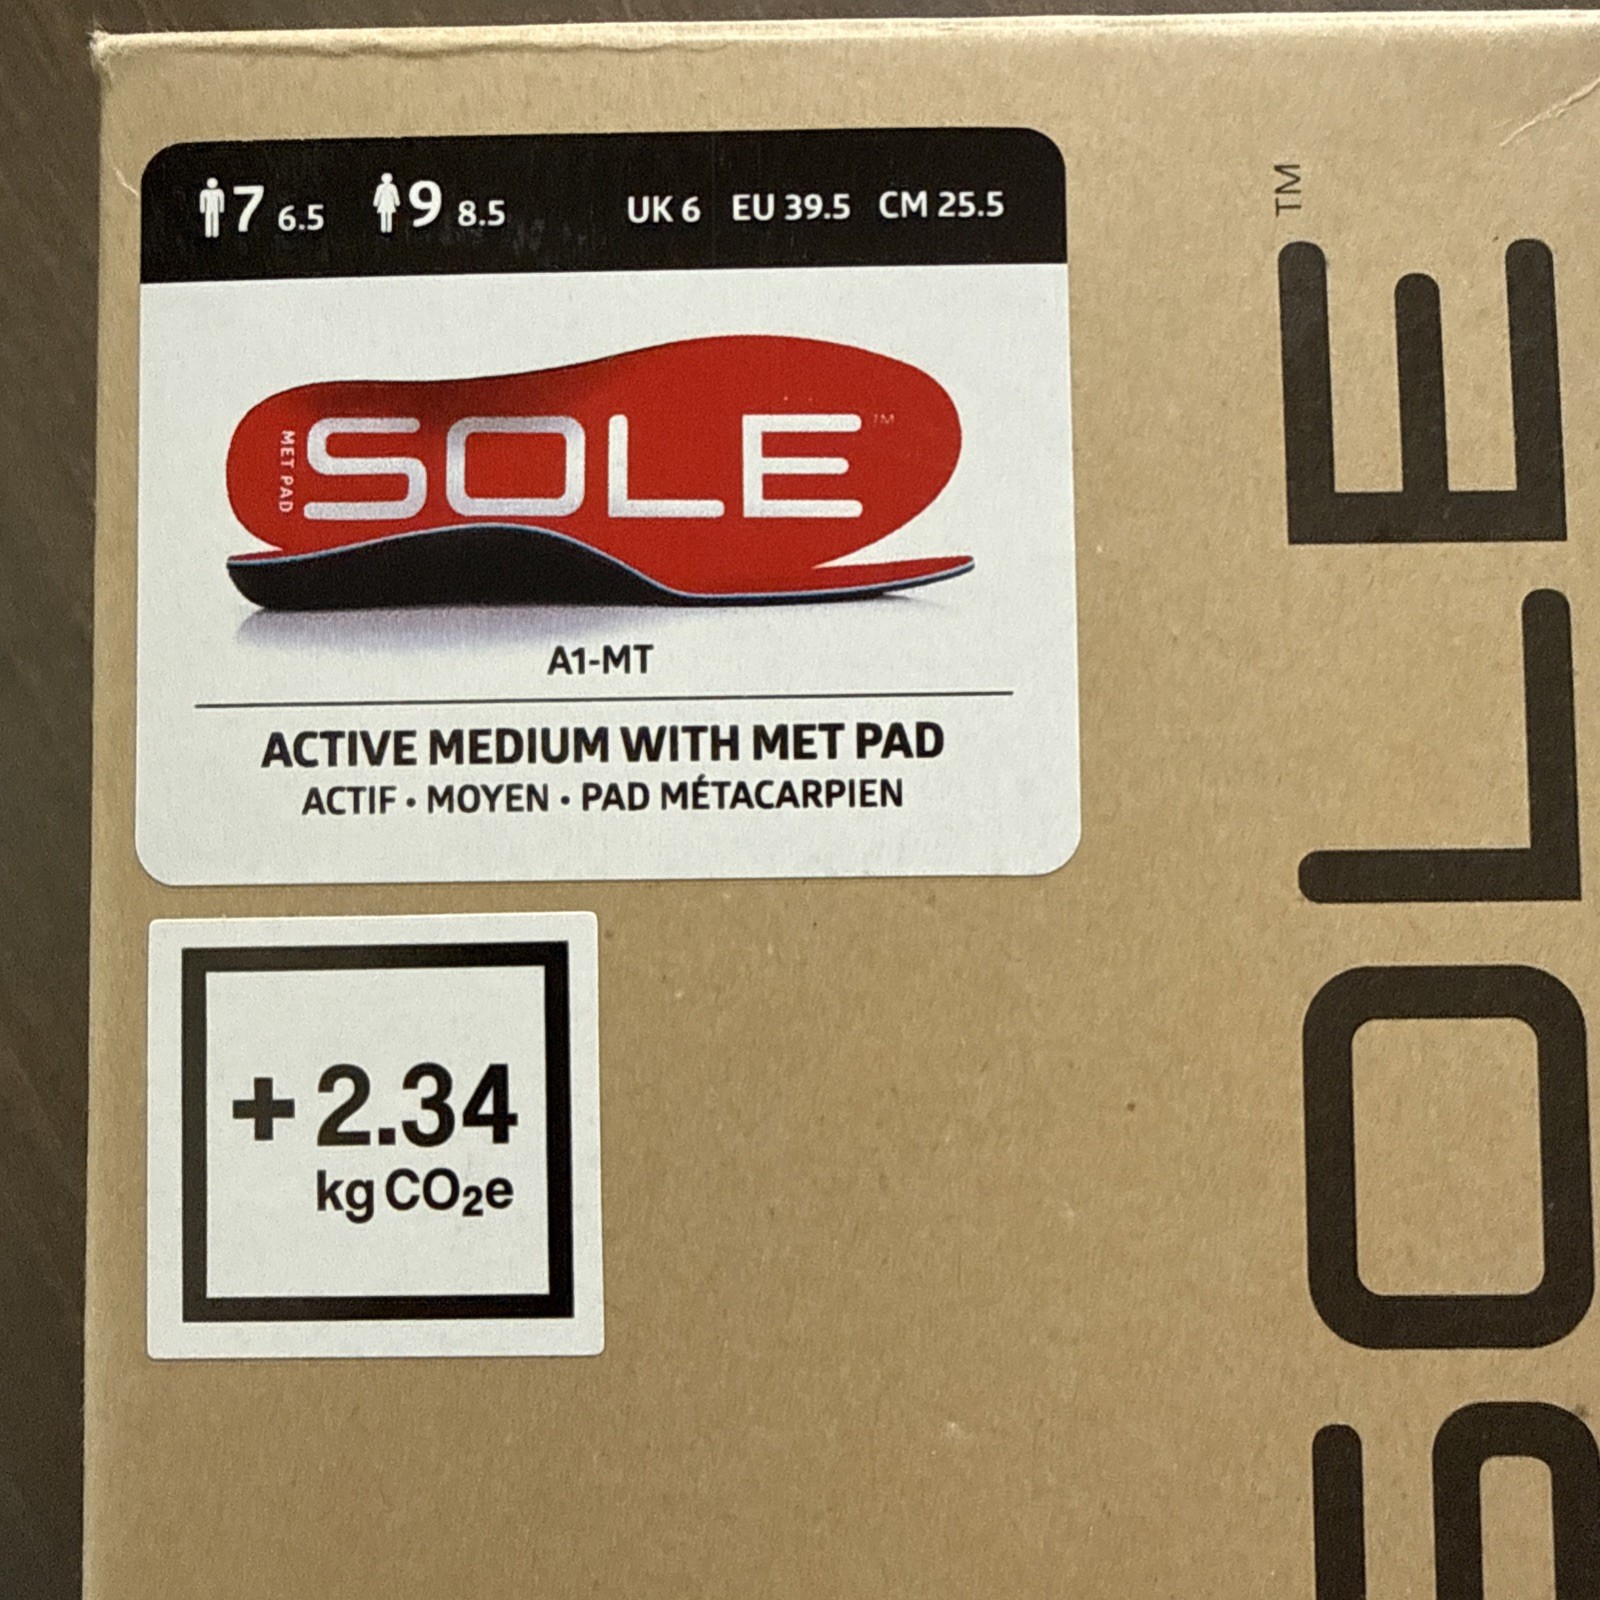 7 6.5 9 8.5 UK 6 EU 39.5 CM 25.5
MET PAD
SOLE™
A1-MT
ACTIVE MEDIUM WITH MET PAD
ACTIF • MOYEN • PAD MÉTACARPIEN
+2.34
kg CO₂e
SOLE™